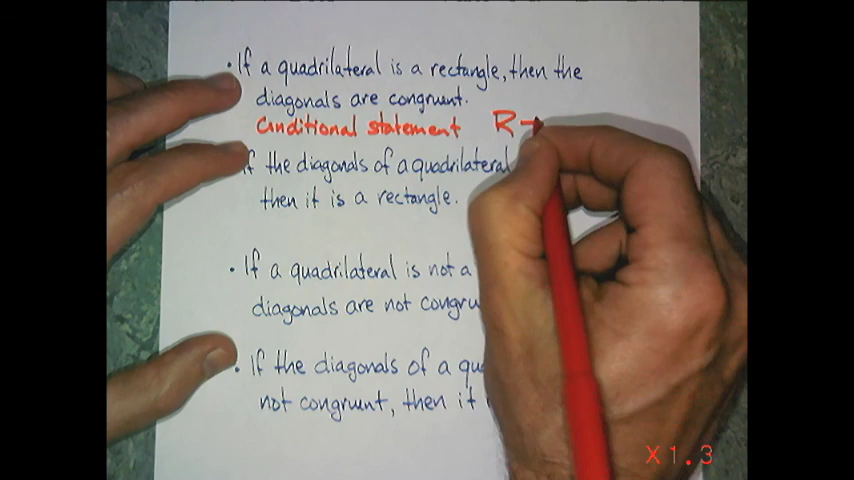 • If a quadrilateral is a rectangle, then the
diagonals are congruent.
Conditional statement R→
If the diagonals of a quadrilateral
then it is a rectangle.
• If a quadrilateral is not a
diagonals are not congru
• If the diagonals of a qu
not congruent, then it
X1.3